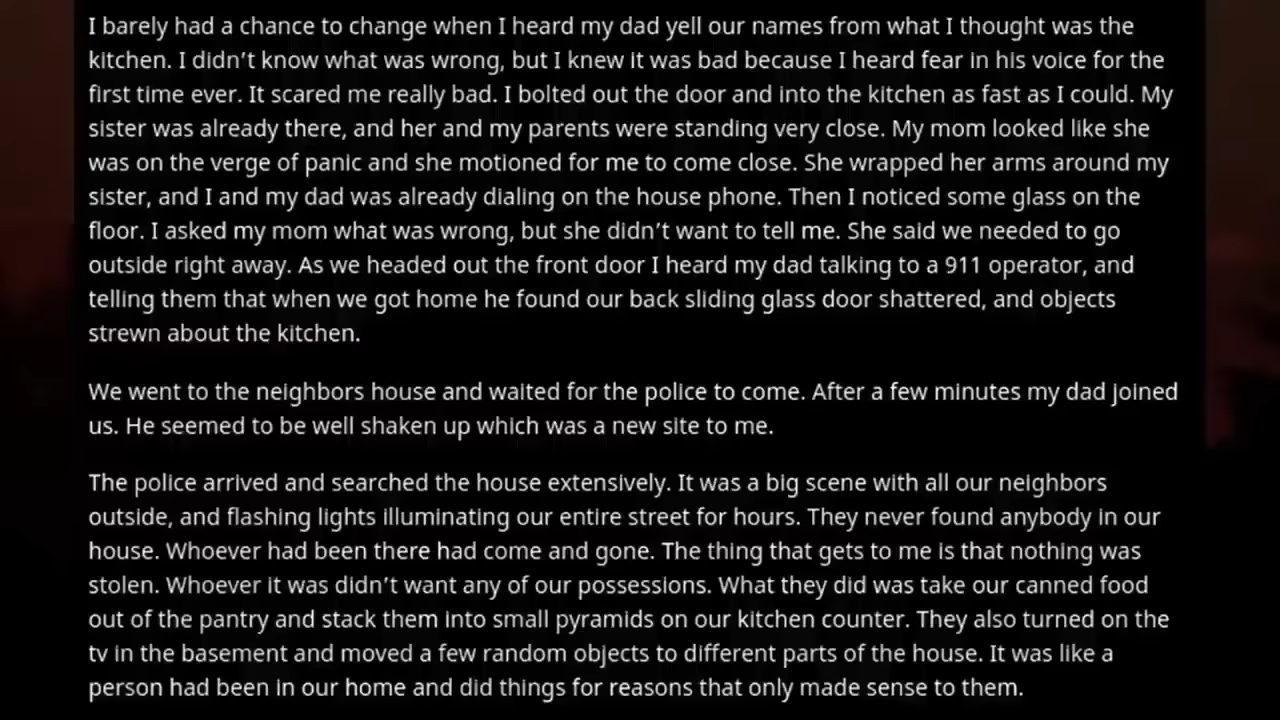 I barely had a chance to change when I heard my dad yell our names from what I thought was the
kitchen. I didn't know what was wrong, but I knew it was bad because I heard fear in his voice for the
first time ever. It scared me really bad. I bolted out the door and into the kitchen as fast as I could. My
sister was already there, and her and my parents were standing very close. My mom looked like she
was on the verge of panic and she motioned for me to come close. She wrapped her arms around my
sister, and I and my dad was already dialing on the house phone. Then I noticed some glass on the
floor. I asked my mom what was wrong, but she didn't want to tell me. She said we needed to go
outside right away. As we headed out the front door I heard my dad talking to a 911 operator, and
telling them that when we got home he found our back sliding glass door shattered, and objects
strewn about the kitchen.
We went to the neighbors house and waited for the police to come. After a few minutes my dad joined
us. He seemed to be well shaken up which was a new site to me.
The police arrived and searched the house extensively. It was a big scene with all our neighbors
outside, and flashing lights illuminating our entire street for hours. They never found anybody in our
house. Whoever had been there had come and gone. The thing that gets to me is that nothing was
stolen. Whoever it was didn't want any of our possessions. What they did was take our canned food
out of the pantry and stack them into small pyramids on our kitchen counter. They also turned on the
tv in the basement and moved a few random objects to different parts of the house. It was like a
person had been in our home and did things for reasons that only made sense to them.